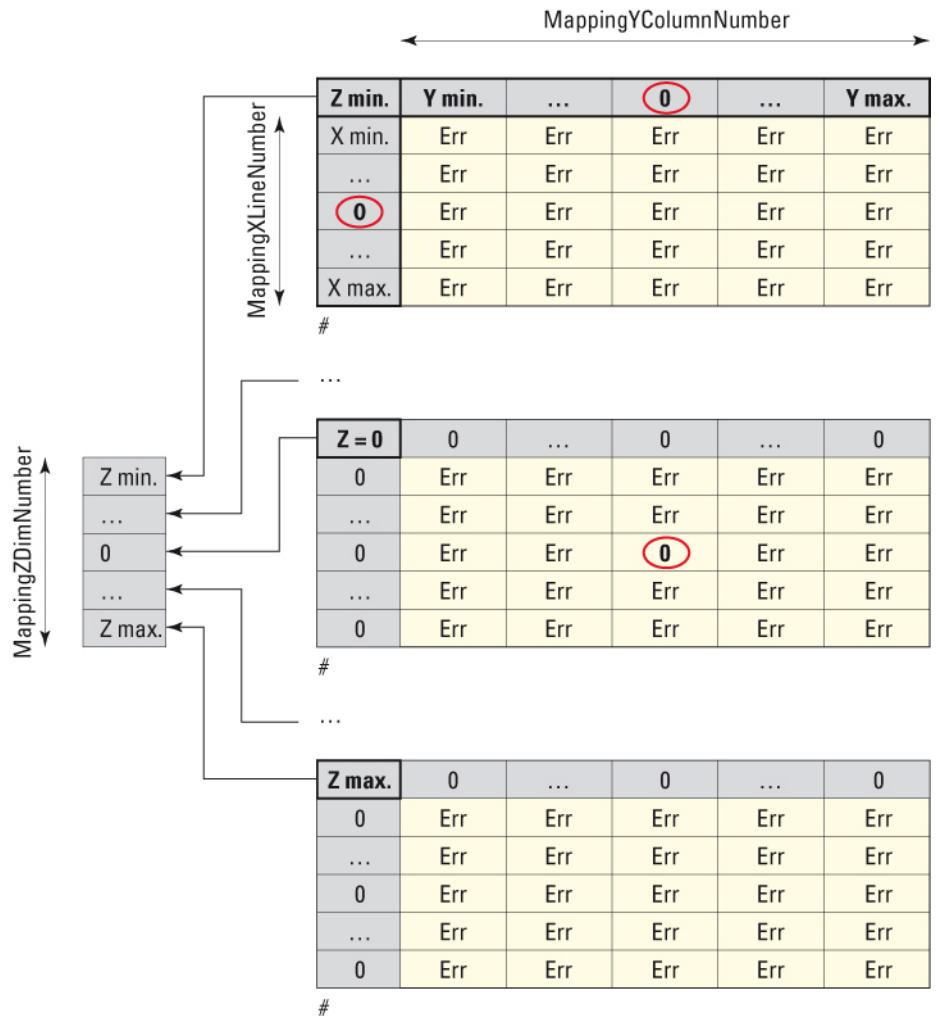 MappingYColumnNumber
Z min. Y min. ... 0 ... Y max.
X min. Err Err Err Err Err
... Err Err Err Err Err
0 Err Err Err Err Err
... Err Err Err Err Err
X max. Err Err Err Err Err
MappingXLineNumber
#
...
Z = 0 0 ... 0 ... 0
0 Err Err Err Err Err
... Err Err Err Err Err
0 Err Err 0 Err Err
... Err Err Err Err Err
0 Err Err Err Err Err
#
MappingZDimNumber
Z min.
...
0
...
Z max.
...
Z max. 0 ... 0 ... 0
0 Err Err Err Err Err
... Err Err Err Err Err
0 Err Err Err Err Err
... Err Err Err Err Err
0 Err Err Err Err Err
#